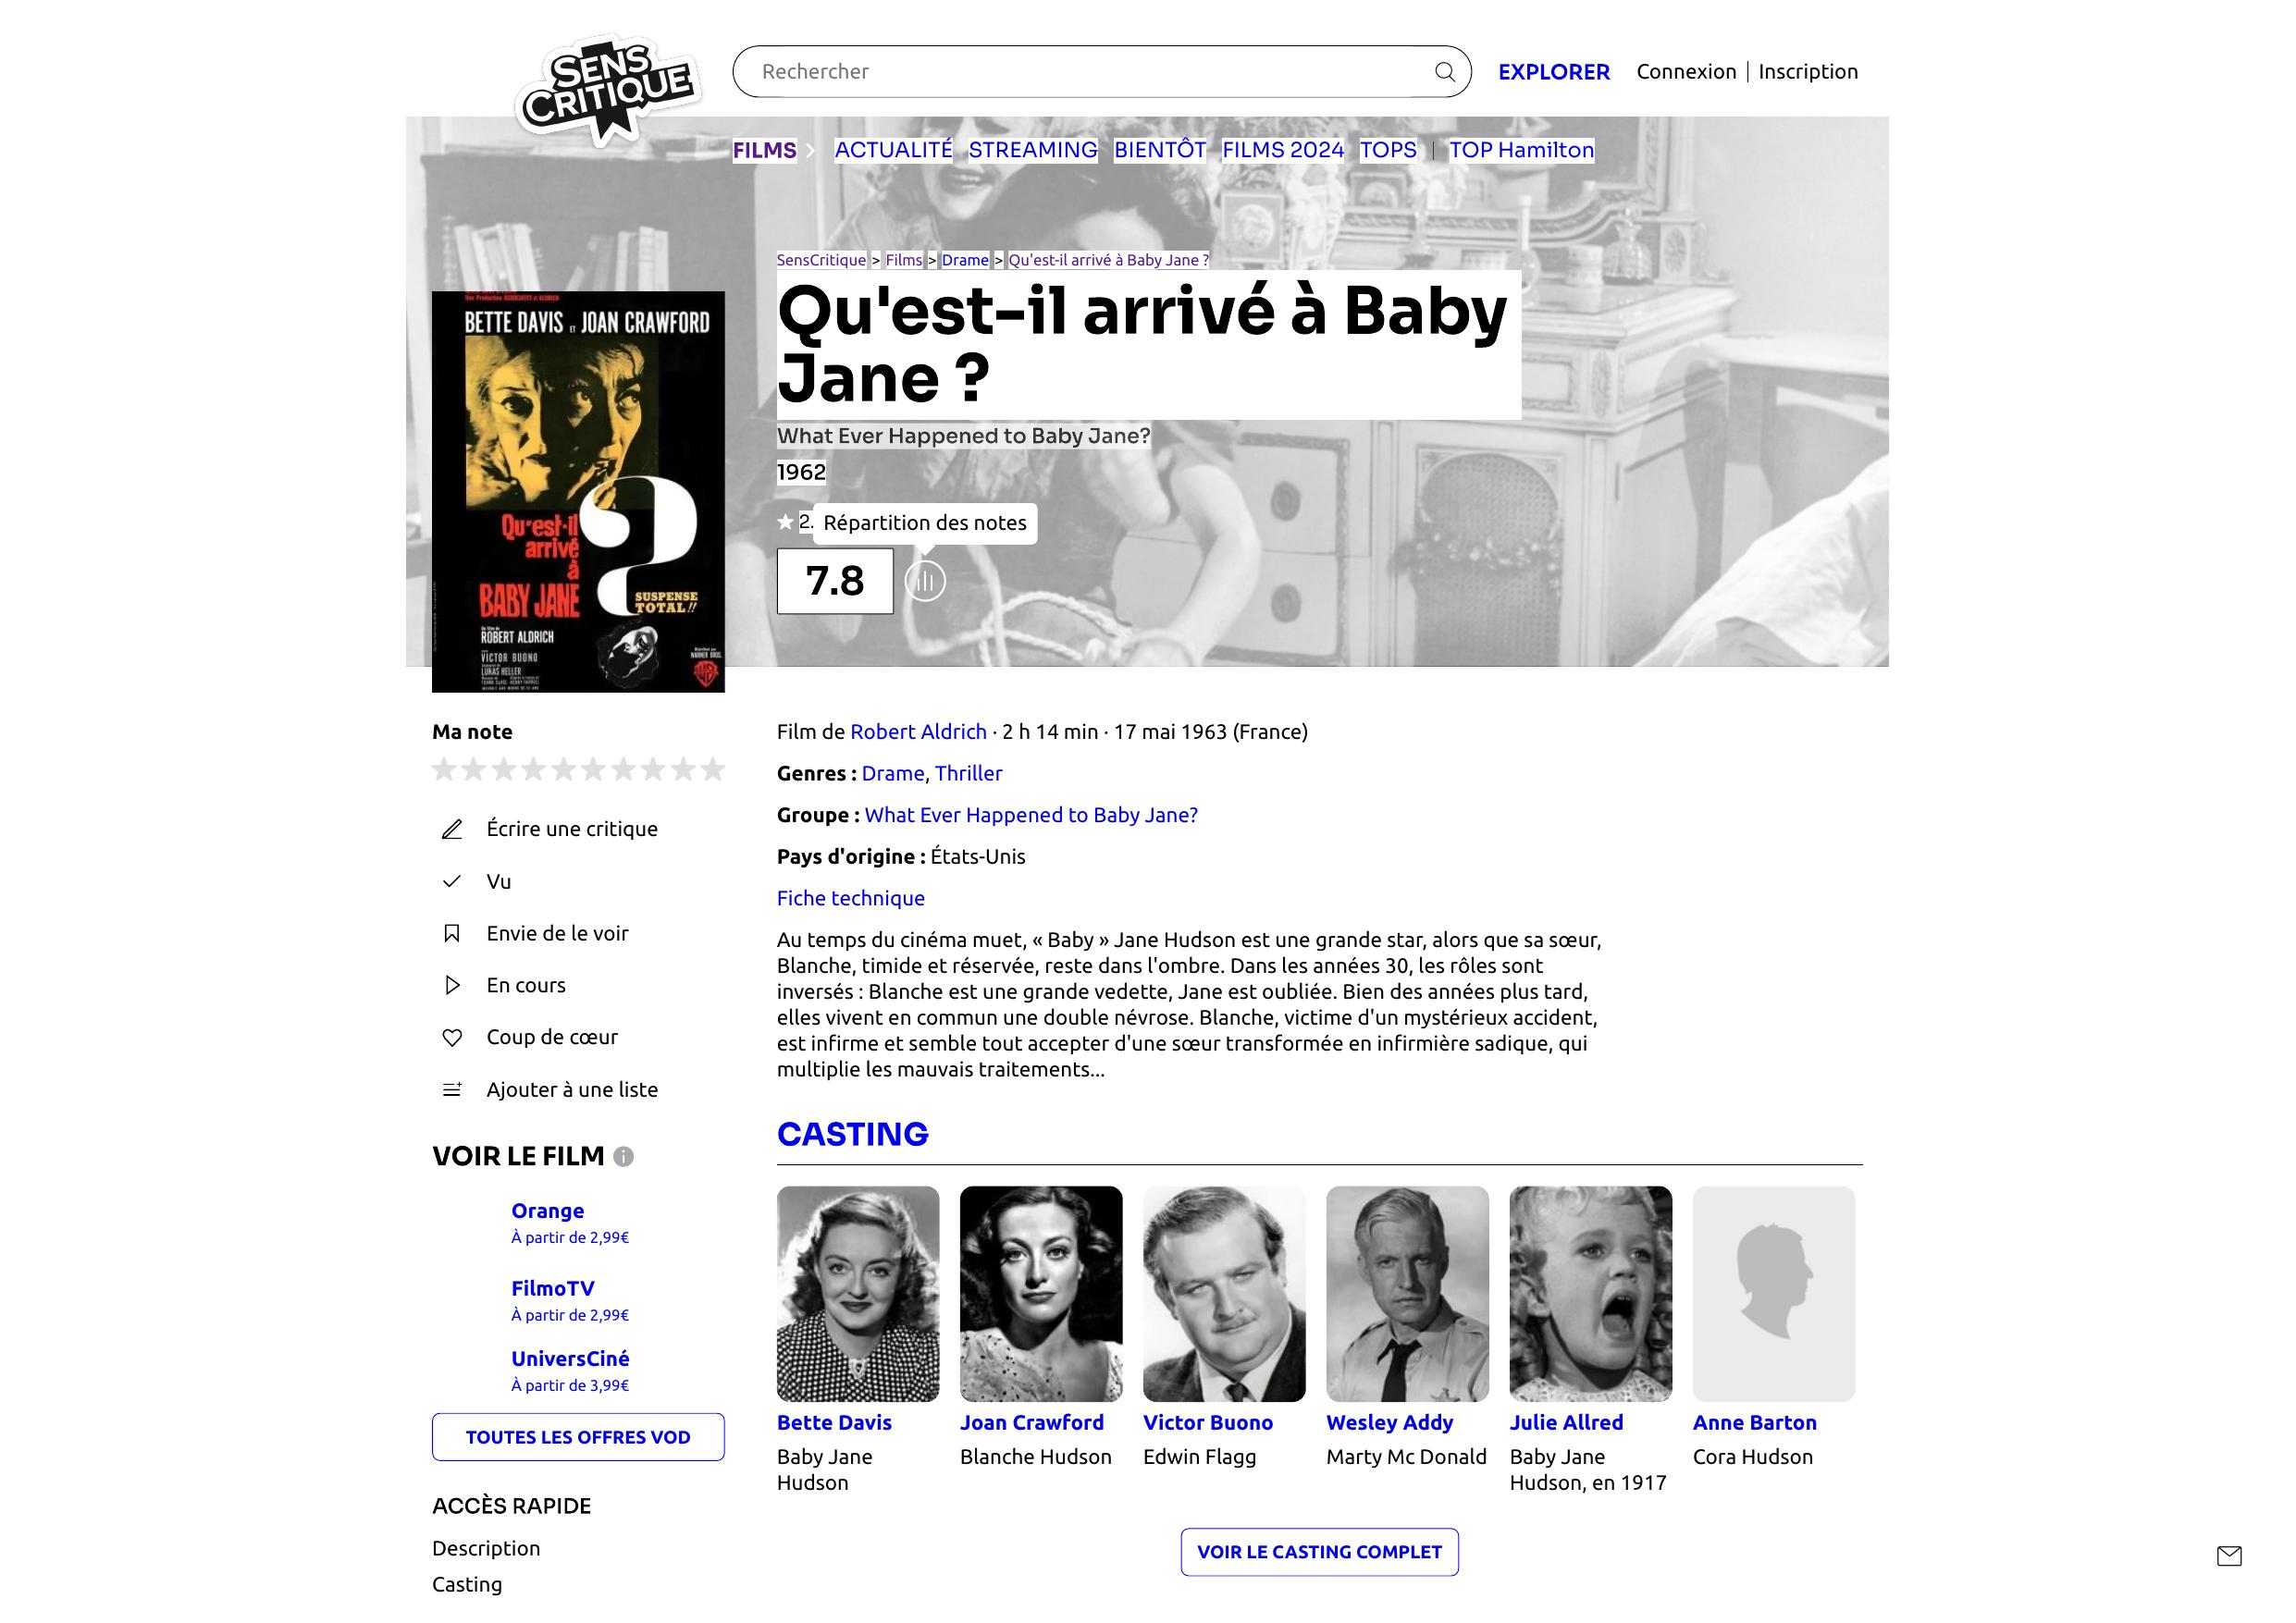 SENS
CRITIQUE
Rechercher
EXPLORER
Connexion | Inscription
FILMS
ACTUALITÉ
STREAMING
BIENTÔT
FILMS 2024
TOPS
TOP Hamilton
SensCritique > Films > Drame > Qu'est-il arrivé à Baby Jane ?
Qu'est-il arrivé à Baby
Jane ?
What Ever Happened to Baby Jane?
1962
2.
Répartition des notes
7.8
BETTE DAVIS ET JOAN CRAWFORD
Qu'est-il
arrivé
à
BABY JANE
?
SUSPENSE
TOTAL!!
ROBERT ALDRICH
VICTOR BUONO
LUKAS HELLER
Ma note
Écrire une critique
Vu
Envie de le voir
En cours
Coup de cœur
Ajouter à une liste
VOIR LE FILM
Orange
À partir de 2,99€
FilmoTV
À partir de 2,99€
UniversCiné
À partir de 3,99€
TOUTES LES OFFRES VOD
ACCÈS RAPIDE
Description
Casting
Film de Robert Aldrich · 2 h 14 min · 17 mai 1963 (France)
Genres : Drame, Thriller
Groupe : What Ever Happened to Baby Jane?
Pays d'origine : États-Unis
Fiche technique
Au temps du cinéma muet, « Baby » Jane Hudson est une grande star, alors que sa sœur,
Blanche, timide et réservée, reste dans l'ombre. Dans les années 30, les rôles sont
inversés : Blanche est une grande vedette, Jane est oubliée. Bien des années plus tard,
elles vivent en commun une double névrose. Blanche, victime d'un mystérieux accident,
est infirme et semble tout accepter d'une sœur transformée en infirmière sadique, qui
multiplie les mauvais traitements...
CASTING
Bette Davis
Baby Jane
Hudson
Joan Crawford
Blanche Hudson
Victor Buono
Edwin Flagg
Wesley Addy
Marty Mc Donald
Julie Allred
Baby Jane
Hudson, en 1917
Anne Barton
Cora Hudson
VOIR LE CASTING COMPLET